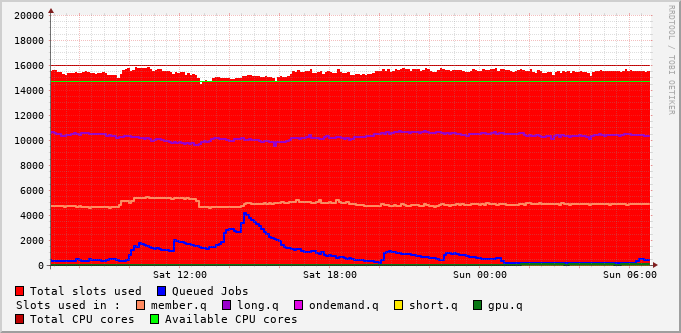 RRDTOOL / TOBI OETIKER
20000
18000
16000
14000
12000
10000
8000
6000
4000
2000
0
Sat 12:00 Sat 18:00 Sun 00:00 Sun 06:00
Total slots used Queued Jobs
Slots used in : member.q long.q ondemand.q short.q gpu.q
Total CPU cores Available CPU cores